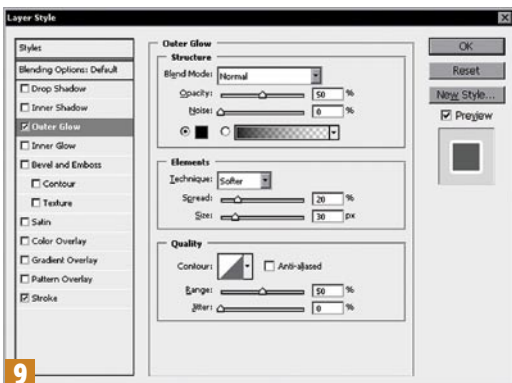 Layer Style
Styles
Blending Options: Default
Drop Shadow
Inner Shadow
Outer Glow
Inner Glow
Bevel and Emboss
Contour
Texture
Satin
Color Overlay
Gradient Overlay
Pattern Overlay
Stroke
Outer Glow
Structure
Blend Mode: Normal
Opacity: 50 %
Noise: 0 %
Elements
Technique: Softer
Spread: 20 %
Size: 30 px
Quality
Contour: Anti-aliased
Range: 50 %
Jitter: 0 %
OK
Reset
New Style...
Preview
9